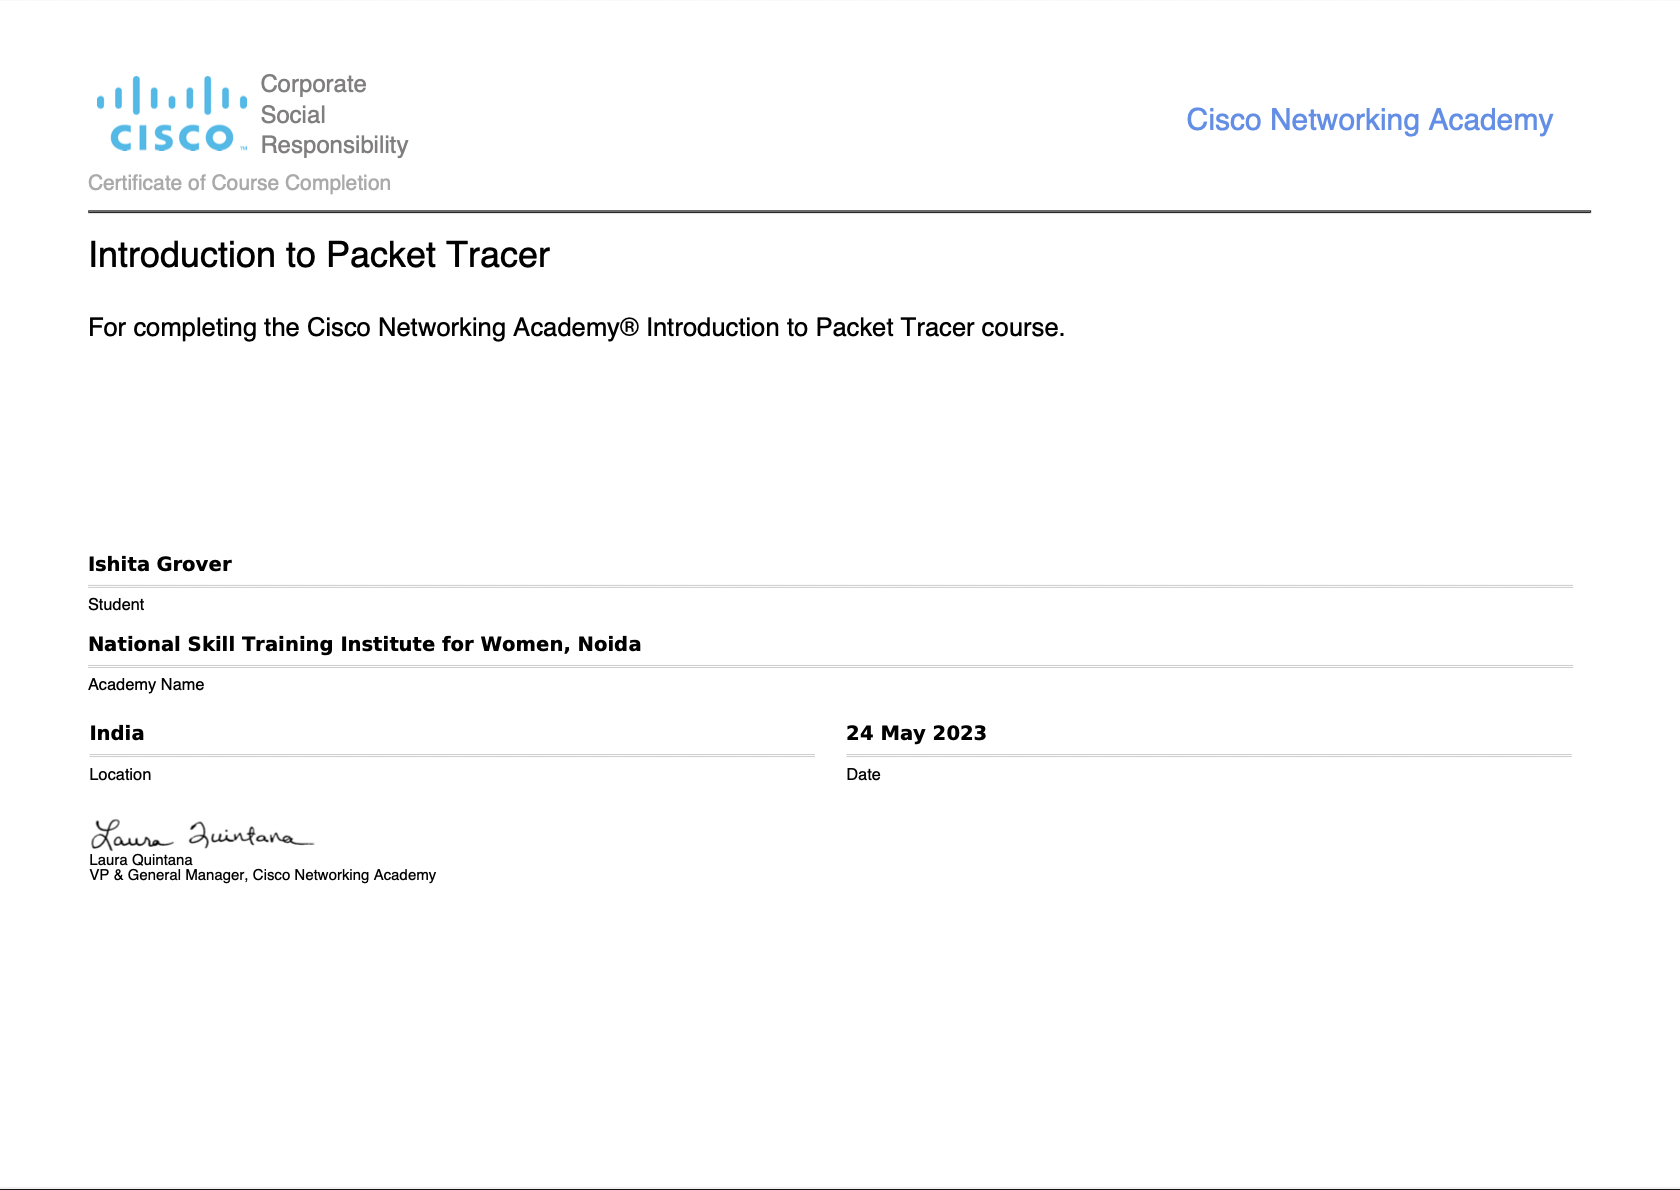 Corporate
Social
Responsibility
CISCO™
Cisco Networking Academy
Certificate of Course Completion
Introduction to Packet Tracer
For completing the Cisco Networking Academy® Introduction to Packet Tracer course.
Ishita Grover
Student
National Skill Training Institute for Women, Noida
Academy Name
India
24 May 2023
Location
Date
Laura Quintana
Laura Quintana
VP & General Manager, Cisco Networking Academy